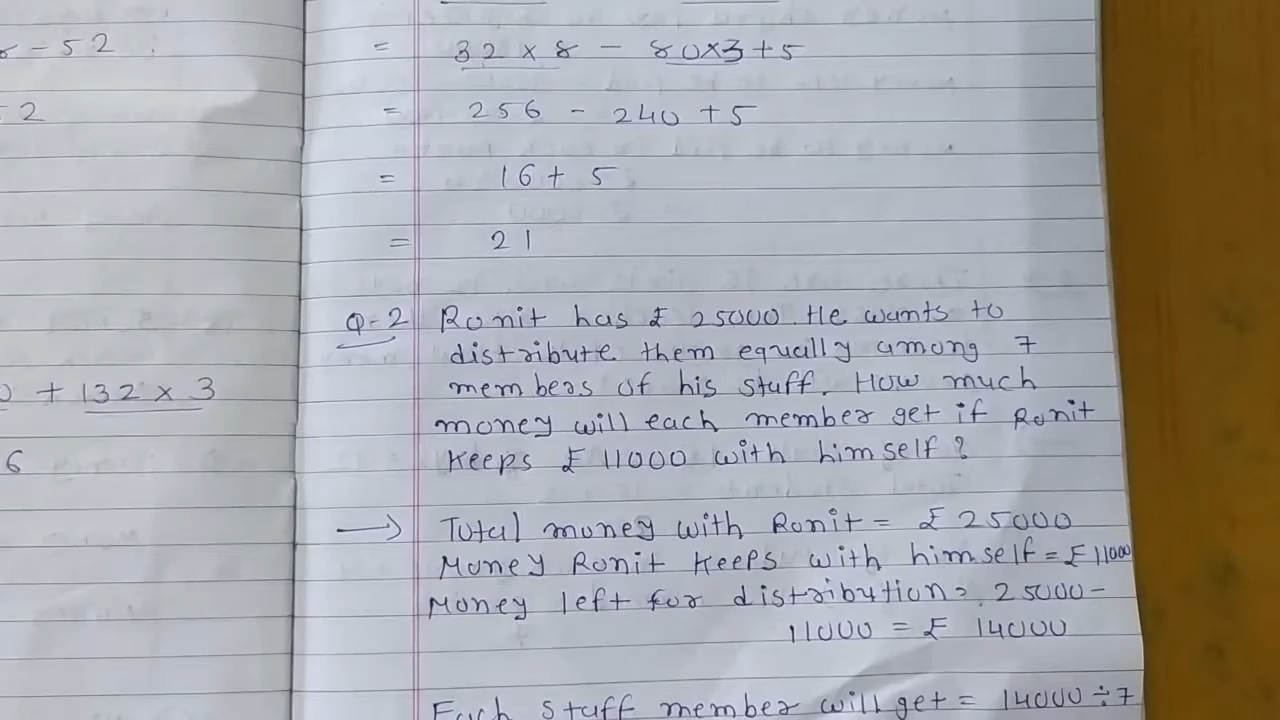 - 52
2
+ 132 × 3
6
= 32 × 8 - 80×3+5
= 256 - 240 +5
= 16 + 5
= 21
Q-2 Ronit has ₤ 25000. He wants to
distribute them equally among 7
members of his stuff. How much
money will each member get if Ronit
keeps ₤ 11000 with himself?
→ Total money with Ronit = ₤ 25000
Money Ronit keeps with himself = ₤ 11000
Money left for distribution = 25000 -
11000 = ₤ 14000
Each stuff member will get = 14000 ÷ 7